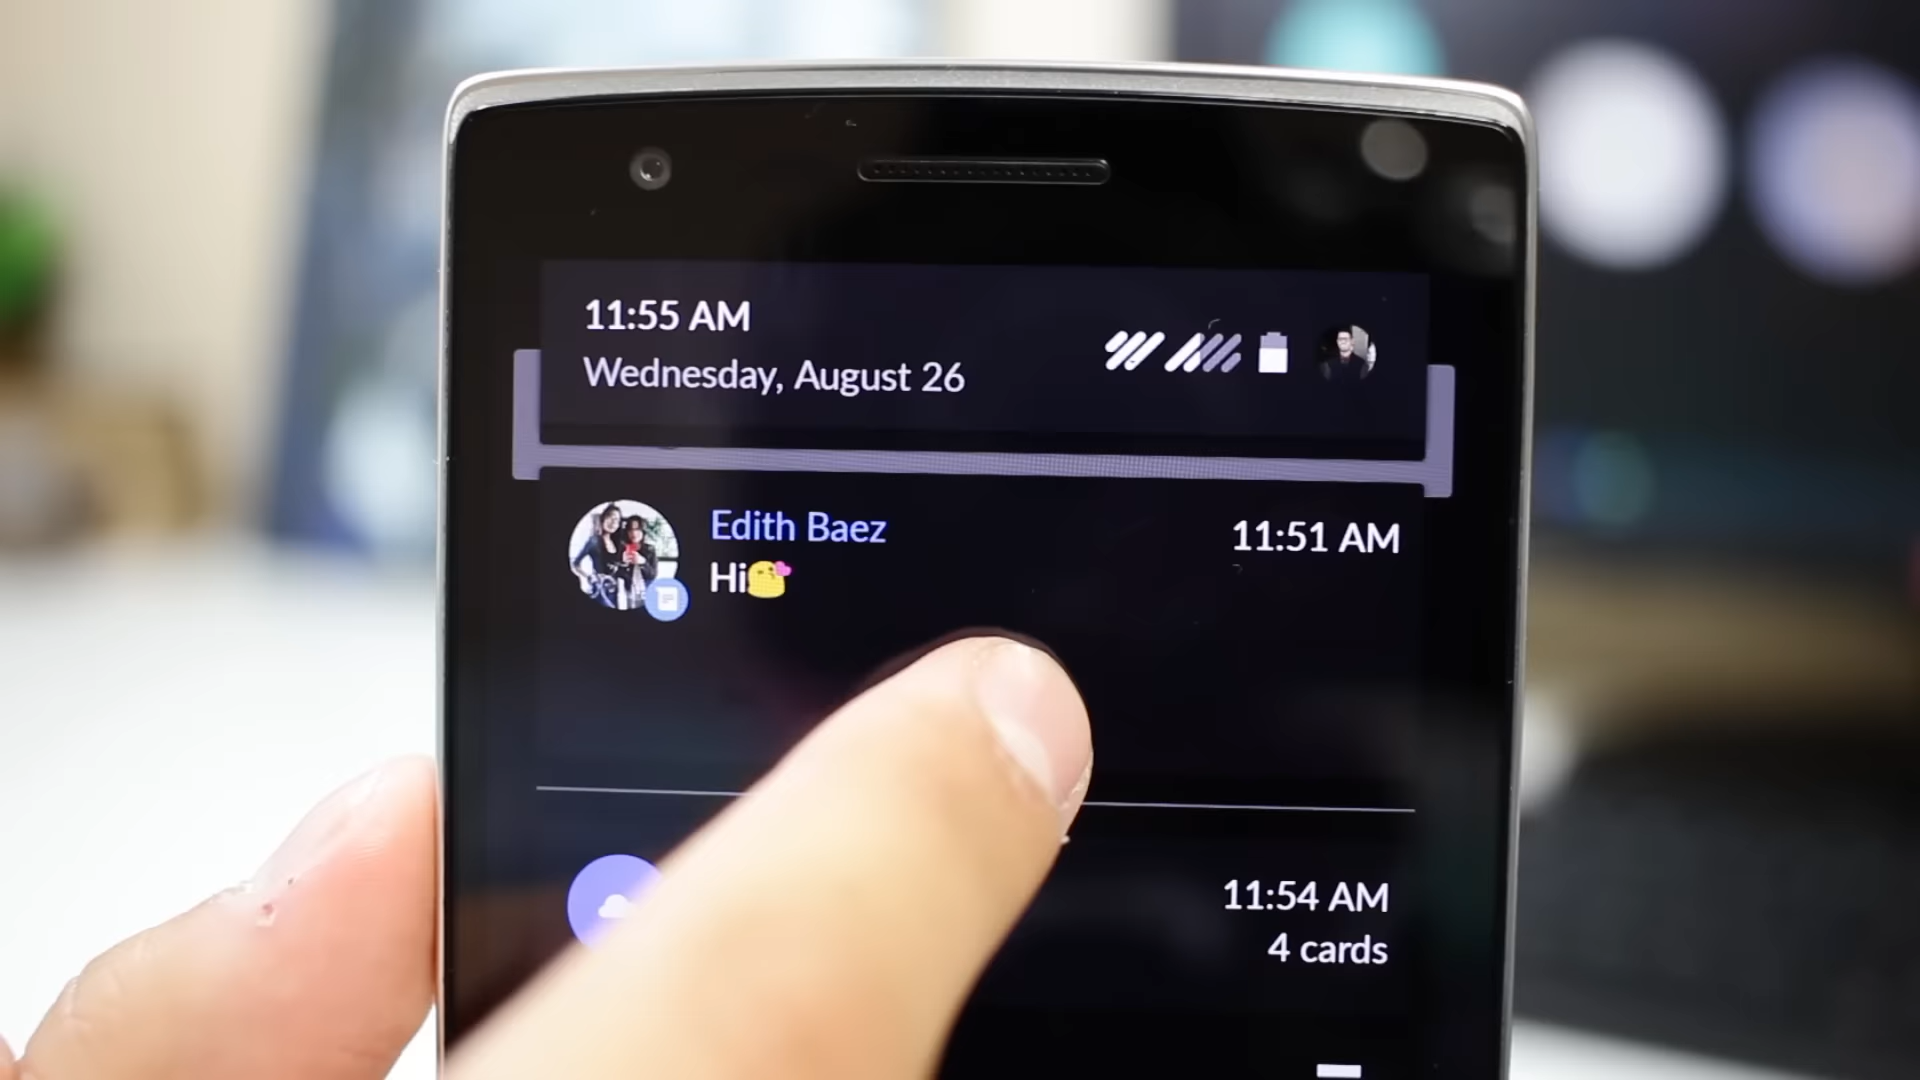 11:55 AM
Wednesday, August 26
Edith Baez
11:51 AM
Hi😘
11:54 AM
4 cards